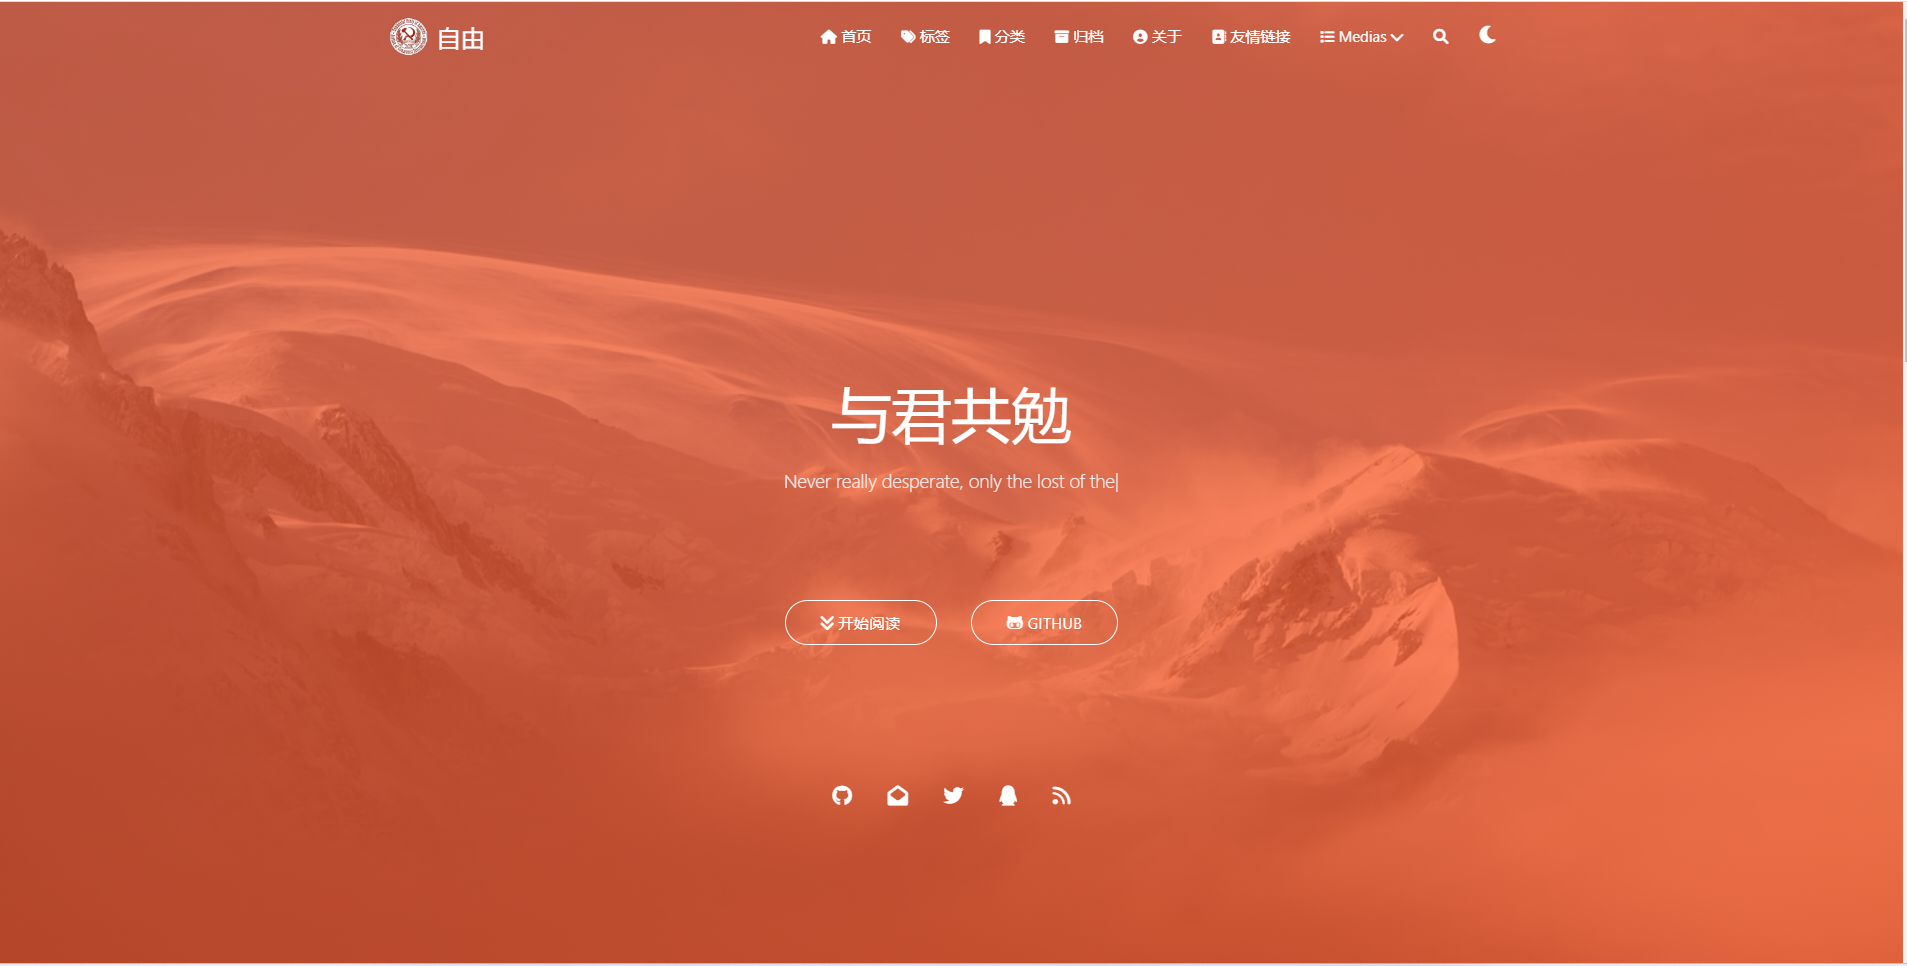 自由
首页 标签 分类 归档 关于 友情链接 Medias
与君共勉
Never really desperate, only the lost of the|
开始阅读 GITHUB